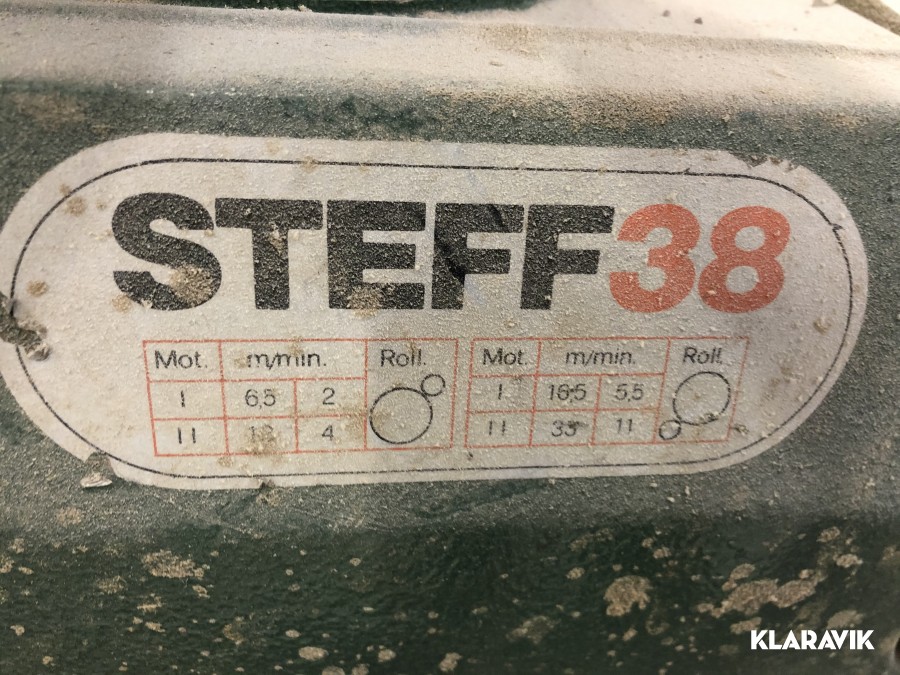 STEFF38
Mot. m/min. Roll. Mot. m/min. Roll.
I 6,5 2 I 16,5 5,5
II 4 II 33 11
KLARAVIK